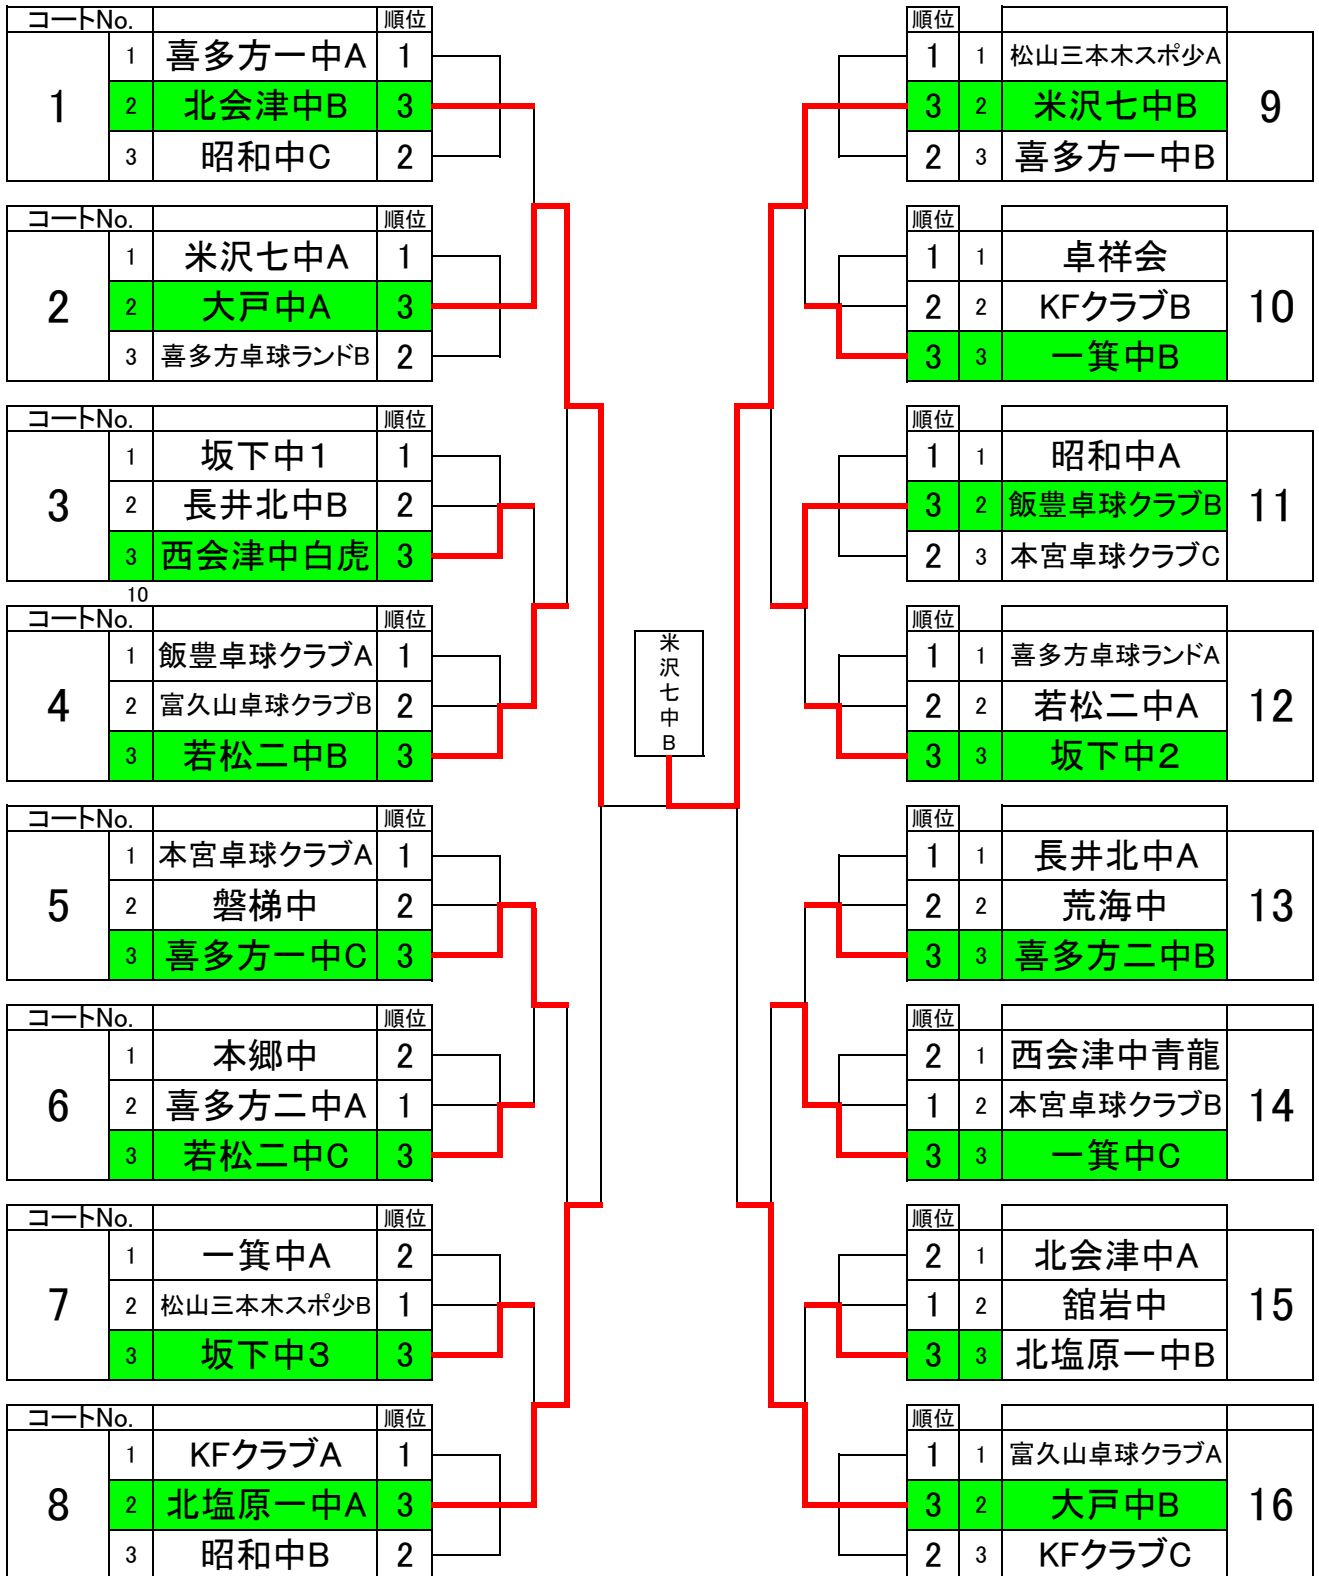 コートNo. 順位
1 喜多方一中A 1
1 2 北会津中B 3
3 昭和中C 2
コートNo. 順位
1 米沢七中A 1
2 2 大戸中A 3
3 喜多方卓球ランドB 2
コートNo. 順位
1 坂下中1 1
3 2 長井北中B 2
3 西会津中白虎 3
10
コートNo. 順位
1 飯豊卓球クラブA 1
4 2 富久山卓球クラブB 2
3 若松二中B 3
コートNo. 順位
1 本宮卓球クラブA 1
5 2 磐梯中 2
3 喜多方一中C 3
コートNo. 順位
1 本郷中 2
6 2 喜多方二中A 1
3 若松二中C 3
コートNo. 順位
1 一箕中A 2
7 2 松山三本木スポ少B 1
3 坂下中3 3
コートNo. 順位
1 KFクラブA 1
8 2 北塩原一中A 3
3 昭和中B 2
米沢七中B
順位
1 1 松山三本木スポ少A
3 2 米沢七中B 9
2 3 喜多方一中B
順位
1 1 卓祥会
2 2 KFクラブB 10
3 3 一箕中B
順位
1 1 昭和中A
3 2 飯豊卓球クラブB 11
2 3 本宮卓球クラブC
順位
1 1 喜多方卓球ランドA
2 2 若松二中A 12
3 3 坂下中2
順位
1 1 長井北中A
2 2 荒海中 13
3 3 喜多方二中B
順位
2 1 西会津中青龍
1 2 本宮卓球クラブB 14
3 3 一箕中C
順位
2 1 北会津中A
1 2 舘岩中 15
3 3 北塩原一中B
順位
1 1 富久山卓球クラブA
3 2 大戸中B 16
2 3 KFクラブC